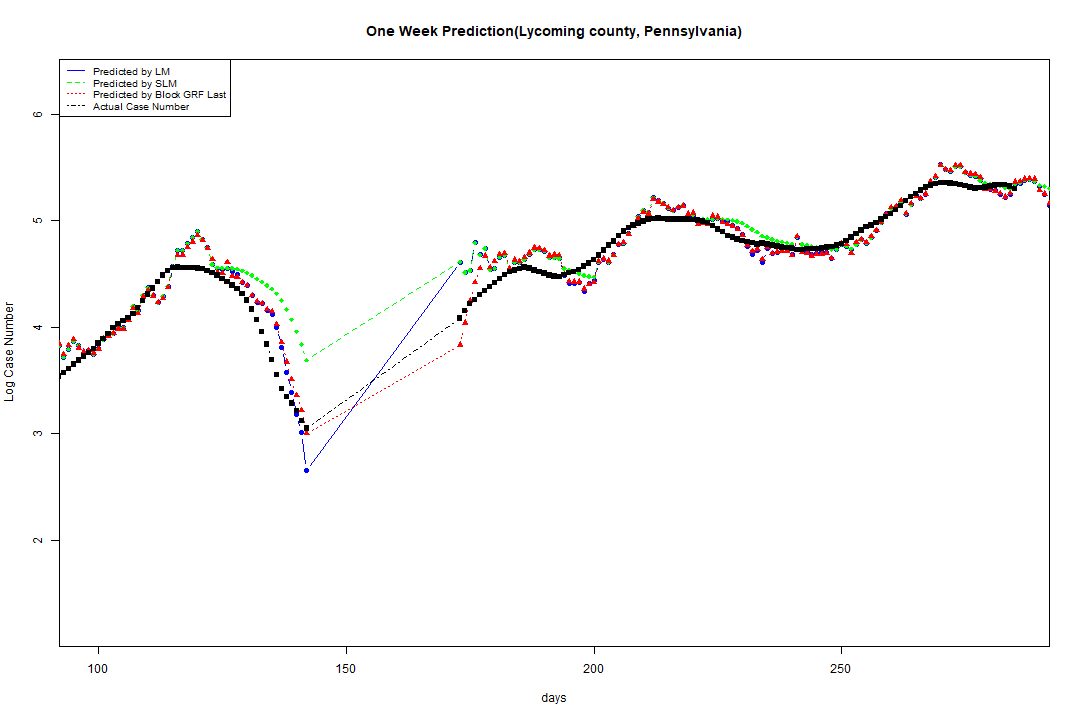 One Week Prediction(Lycoming county, Pennsylvania)
Predicted by LM
Predicted by SLM
Predicted by Block GRF Last
Actual Case Number
6
5
4
3
2
Log Case Number
100 150 200 250
days